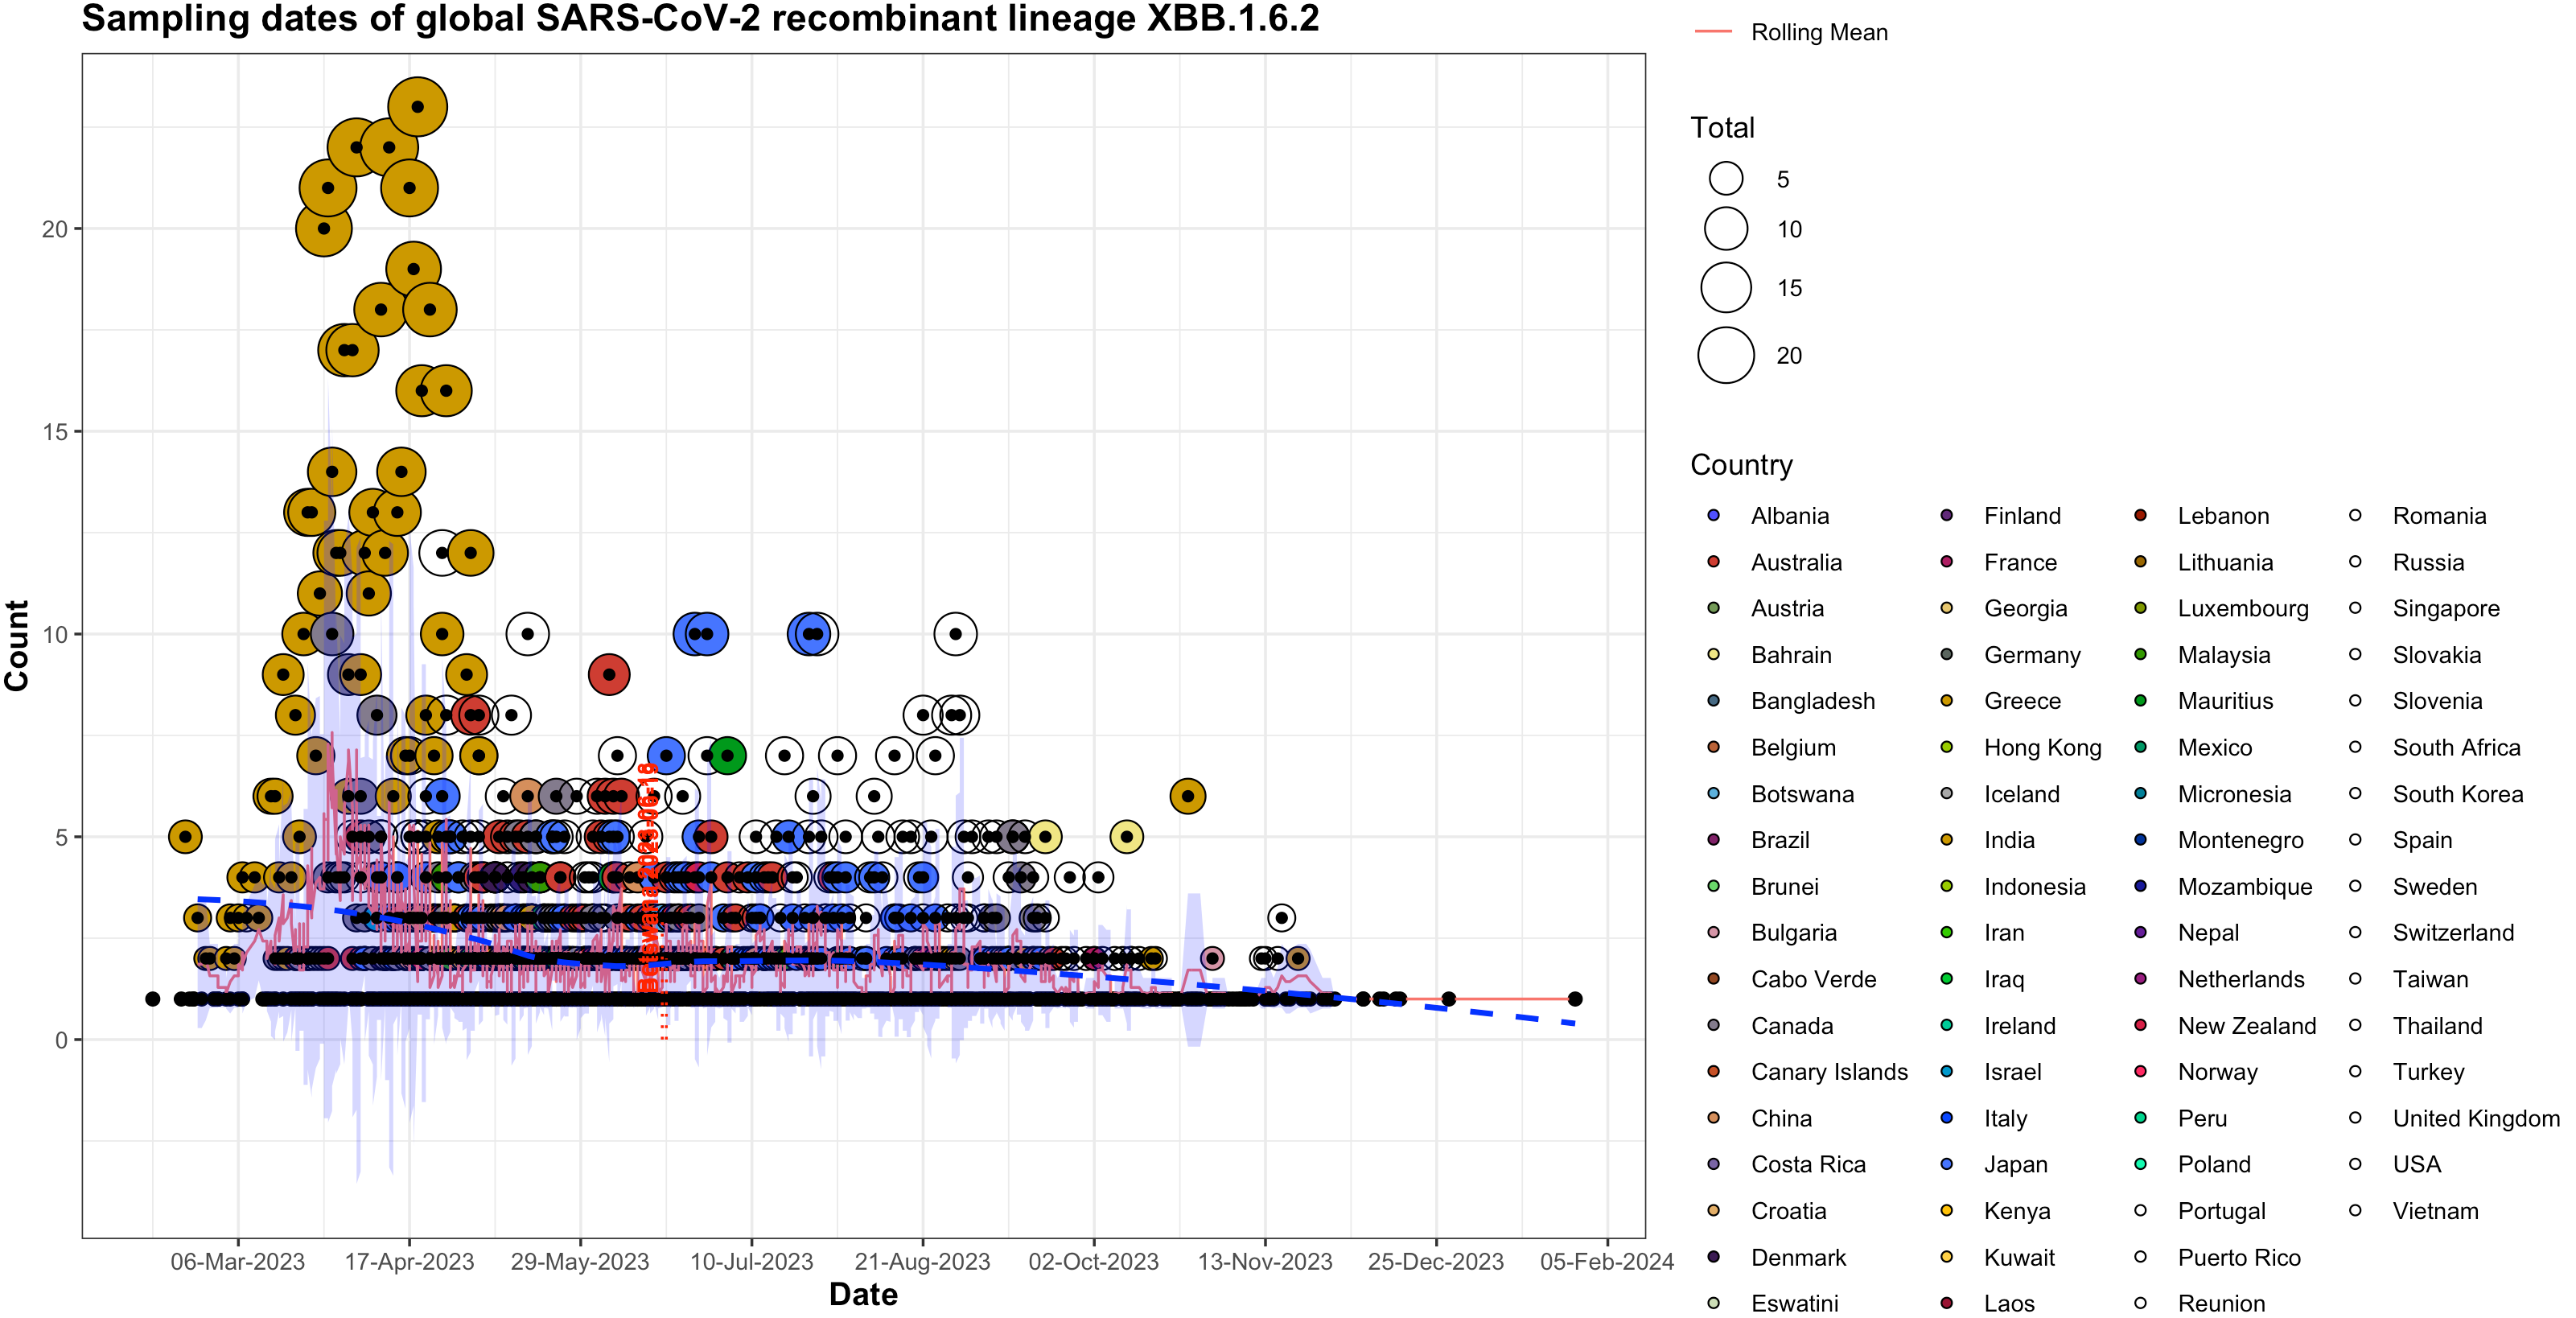 Sampling dates of global SARS-CoV-2 recombinant lineage XBB.1.6.2
Rolling Mean
Total
5
10
15
20
Country
Albania
Australia
Austria
Bahrain
Bangladesh
Belgium
Botswana
Brazil
Brunei
Bulgaria
Cabo Verde
Canada
Canary Islands
China
Costa Rica
Croatia
Denmark
Eswatini
Finland
France
Georgia
Germany
Greece
Hong Kong
Iceland
India
Indonesia
Iran
Iraq
Ireland
Israel
Italy
Japan
Kenya
Kuwait
Laos
Lebanon
Lithuania
Luxembourg
Malaysia
Mauritius
Mexico
Micronesia
Montenegro
Mozambique
Nepal
Netherlands
New Zealand
Norway
Peru
Poland
Portugal
Puerto Rico
Reunion
Romania
Russia
Singapore
Slovakia
Slovenia
South Africa
South Korea
Spain
Sweden
Switzerland
Taiwan
Thailand
Turkey
United Kingdom
USA
Vietnam
Count
20
15
10
5
0
06-Mar-2023
17-Apr-2023
29-May-2023
10-Jul-2023
21-Aug-2023
02-Oct-2023
13-Nov-2023
25-Dec-2023
05-Feb-2024
Date